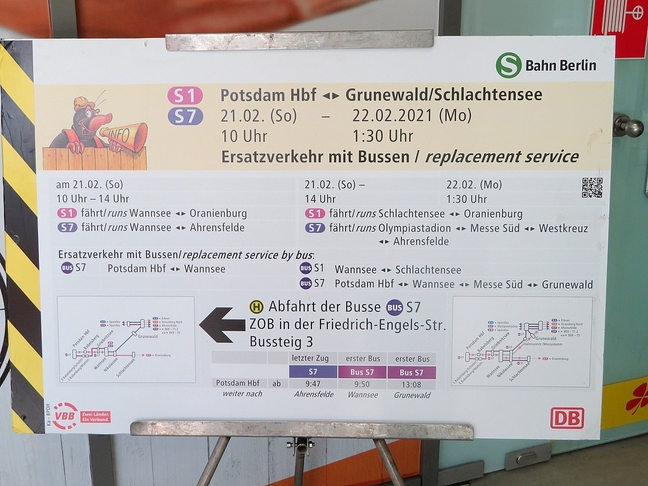 S Bahn Berlin
S1 Potsdam Hbf ◄► Grunewald/Schlachtensee
S7 21.02. (So) – 22.02.2021 (Mo)
10 Uhr 1:30 Uhr
INFO
Ersatzverkehr mit Bussen / replacement service
am 21.02. (So)
10 Uhr – 14 Uhr
S1 fährt/runs Wannsee ◄► Oranienburg
S7 fährt/runs Wannsee ◄► Ahrensfelde
21.02. (So) – 22.02. (Mo)
14 Uhr 1:30 Uhr
S1 fährt/runs Schlachtensee ◄► Oranienburg
S7 fährt/runs Olympiastadion ◄► Messe Süd ◄► Westkreuz
◄► Ahrensfelde
Ersatzverkehr mit Bussen/replacement service by bus:
BUS S7 Potsdam Hbf ◄► Wannsee
BUS S1 Wannsee ◄► Schlachtensee
BUS S7 Potsdam Hbf ◄► Wannsee ◄► Messe Süd ◄► Grunewald
H Abfahrt der Busse BUS S7
ZOB in der Friedrich-Engels-Str.
Bussteig 3
letzter Zug erster Bus erster Bus
S7 Bus S7 Bus S7
Potsdam Hbf ab 9:47 9:50 13:08
weiter nach Ahrensfelde Wannsee Grunewald
VBB Zwei Länder
Ein Verbund.
DB